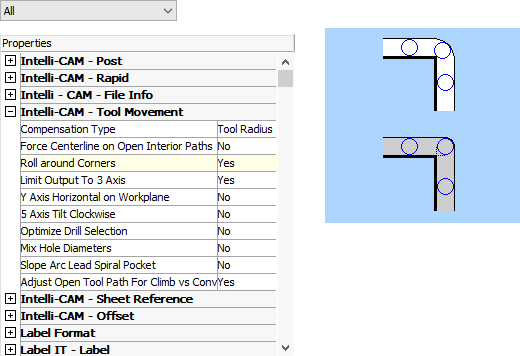 All
Properties
Intelli-CAM - Post
Intelli-CAM - Rapid
Intelli - CAM - File Info
Intelli-CAM - Tool Movement
Compensation Type Tool Radius
Force Centerline on Open Interior Paths No
Roll around Corners Yes
Limit Output To 3 Axis Yes
Y Axis Horizontal on Workplane No
5 Axis Tilt Clockwise No
Optimize Drill Selection No
Mix Hole Diameters No
Slope Arc Lead Spiral Pocket No
Adjust Open Tool Path For Climb vs Conv Yes
Intelli-CAM - Sheet Reference
Intelli-CAM - Offset
Label Format
Label IT - Label